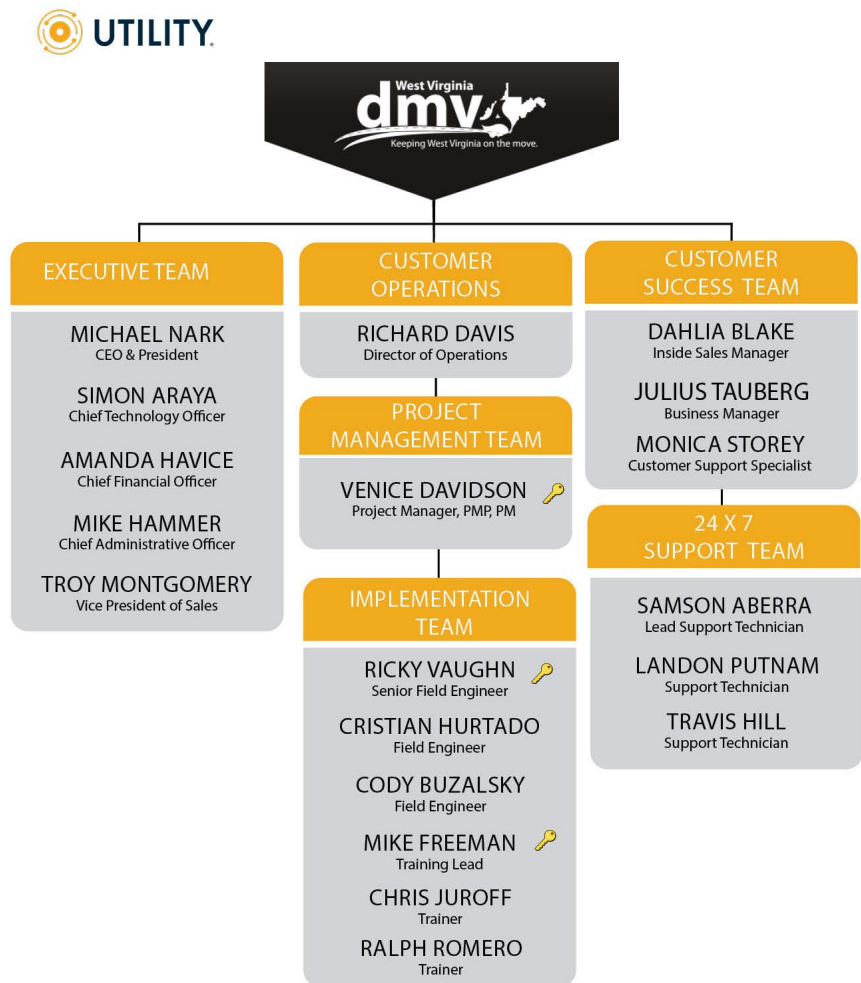 UTILITY.
West Virginia
dmv
Keeping West Virginia on the move.
EXECUTIVE TEAM
MICHAEL NARK
CEO & President
SIMON ARAYA
Chief Technology Officer
AMANDA HAVICE
Chief Financial Officer
MIKE HAMMER
Chief Administrative Officer
TROY MONTGOMERY
Vice President of Sales
CUSTOMER
OPERATIONS
RICHARD DAVIS
Director of Operations
PROJECT
MANAGEMENT TEAM
VENICE DAVIDSON
Project Manager, PMP, PM
IMPLEMENTATION
TEAM
RICKY VAUGHN
Senior Field Engineer
CRISTIAN HURTADO
Field Engineer
CODY BUZALSKY
Field Engineer
MIKE FREEMAN
Training Lead
CHRIS JUROFF
Trainer
RALPH ROMERO
Trainer
CUSTOMER
SUCCESS TEAM
DAHLIA BLAKE
Inside Sales Manager
JULIUS TAUBERG
Business Manager
MONICA STOREY
Customer Support Specialist
24 X 7
SUPPORT TEAM
SAMSON ABERRA
Lead Support Technician
LANDON PUTNAM
Support Technician
TRAVIS HILL
Support Technician